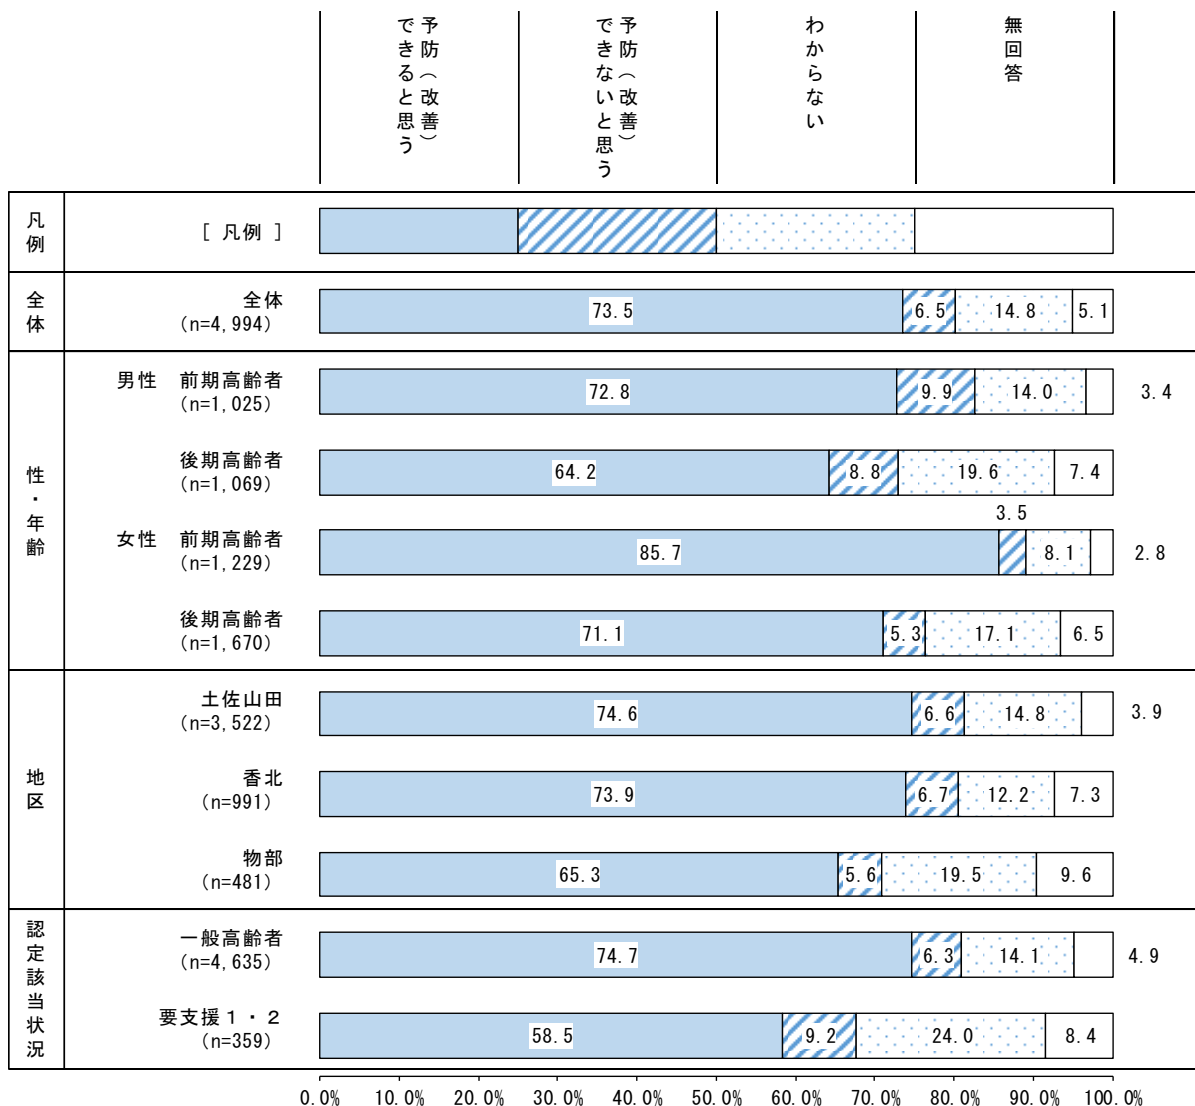 予防（改善）
できると思う
予防（改善）
できないと思う
わからない
無回答
凡例
[ 凡例 ]
全体
全体
(n=4,994)
73.5
6.5
14.8
5.1
性・年齢
男性　前期高齢者
(n=1,025)
72.8
9.9
14.0
3.4
後期高齢者
(n=1,069)
64.2
8.8
19.6
7.4
女性　前期高齢者
(n=1,229)
85.7
3.5
8.1
2.8
後期高齢者
(n=1,670)
71.1
5.3
17.1
6.5
地区
土佐山田
(n=3,522)
74.6
6.6
14.8
3.9
香北
(n=991)
73.9
6.7
12.2
7.3
物部
(n=481)
65.3
5.6
19.5
9.6
認定該当状況
一般高齢者
(n=4,635)
74.7
6.3
14.1
4.9
要支援１・２
(n=359)
58.5
9.2
24.0
8.4
0.0% 10.0% 20.0% 30.0% 40.0% 50.0% 60.0% 70.0% 80.0% 90.0% 100.0%